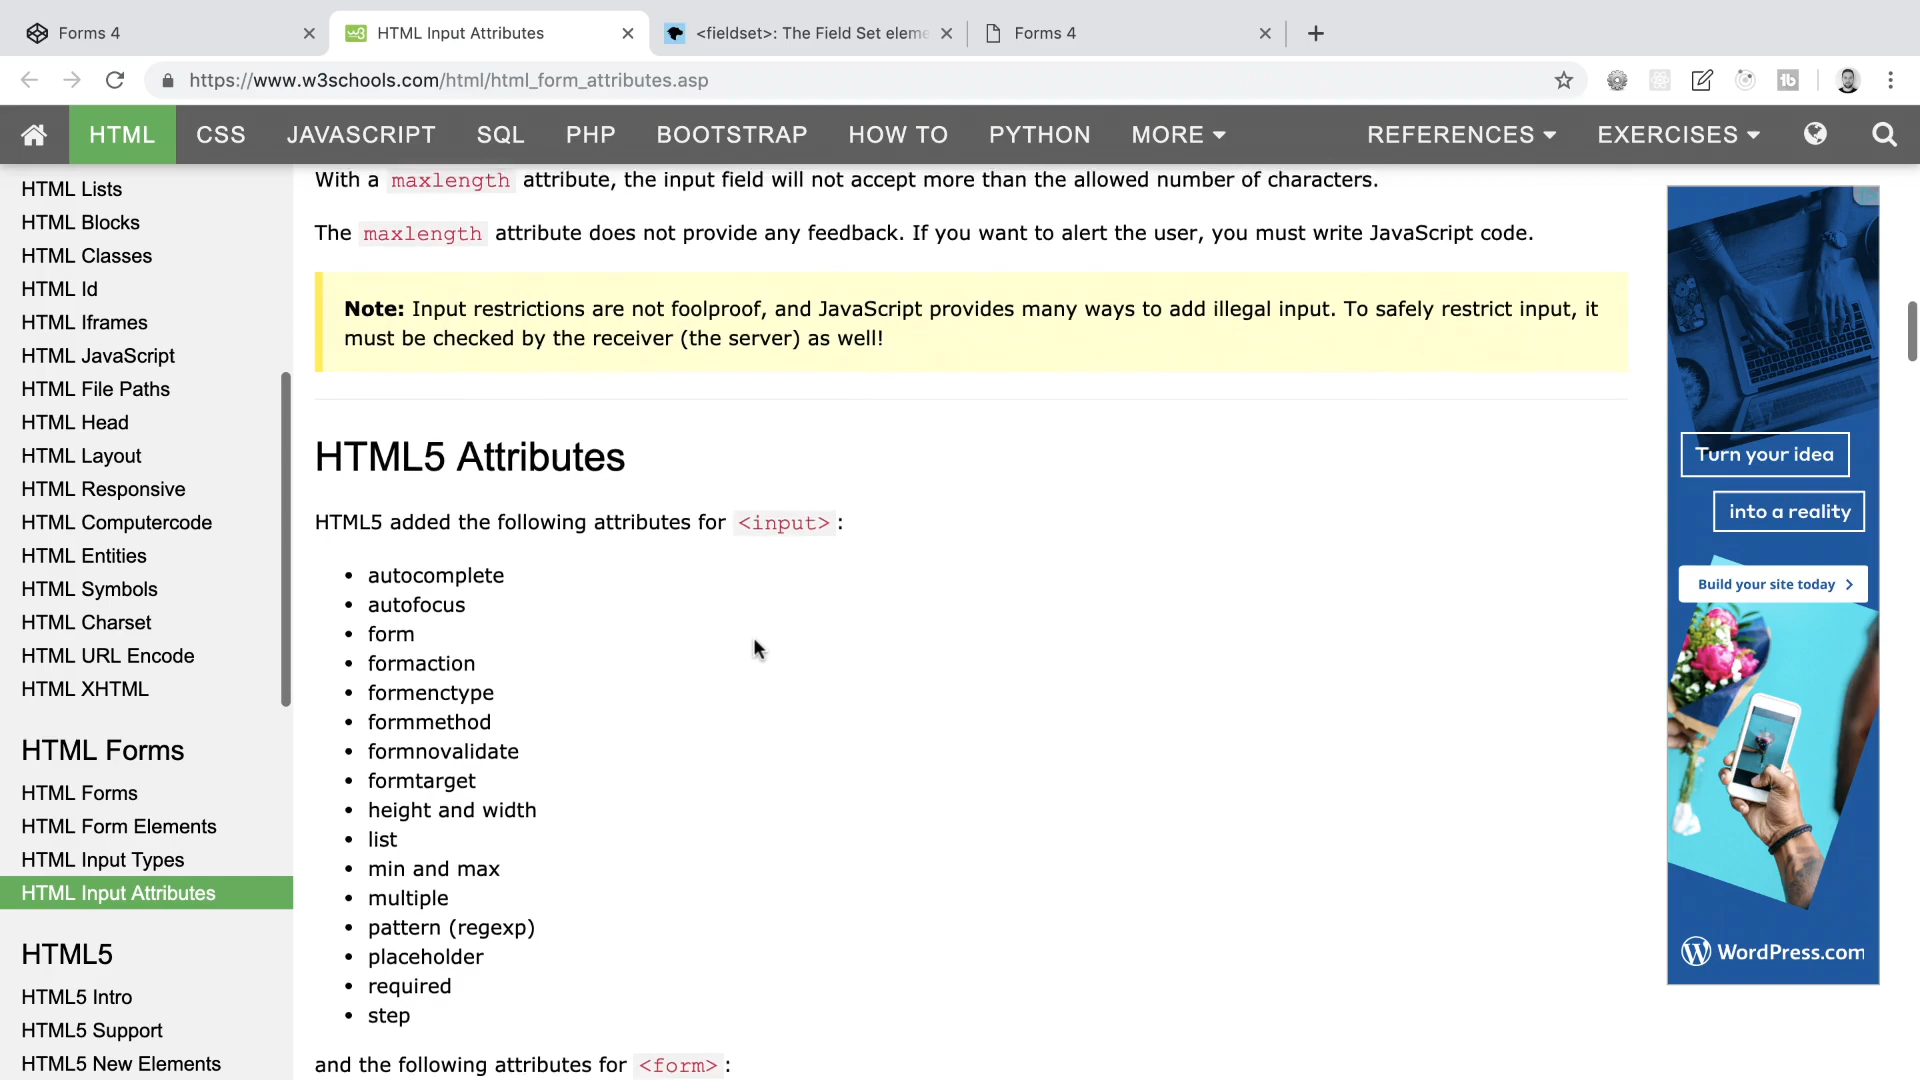 Forms 4
HTML Input Attributes
<fieldset>: The Field Set eleme
Forms 4
https://www.w3schools.com/html/html_form_attributes.asp
HTML CSS JAVASCRIPT SQL PHP BOOTSTRAP HOW TO PYTHON MORE REFERENCES EXERCISES
HTML Lists
HTML Blocks
HTML Classes
HTML Id
HTML Iframes
HTML JavaScript
HTML File Paths
HTML Head
HTML Layout
HTML Responsive
HTML Computercode
HTML Entities
HTML Symbols
HTML Charset
HTML URL Encode
HTML XHTML
HTML Forms
HTML Forms
HTML Form Elements
HTML Input Types
HTML Input Attributes
HTML5
HTML5 Intro
HTML5 Support
HTML5 New Elements
With a maxlength attribute, the input field will not accept more than the allowed number of characters.
The maxlength attribute does not provide any feedback. If you want to alert the user, you must write JavaScript code.
Note: Input restrictions are not foolproof, and JavaScript provides many ways to add illegal input. To safely restrict input, it
must be checked by the receiver (the server) as well!
HTML5 Attributes
HTML5 added the following attributes for <input>:
• autocomplete
• autofocus
• form
• formaction
• formenctype
• formmethod
• formnovalidate
• formtarget
• height and width
• list
• min and max
• multiple
• pattern (regexp)
• placeholder
• required
• step
and the following attributes for <form>:
Turn your idea
into a reality
Build your site today
WordPress.com